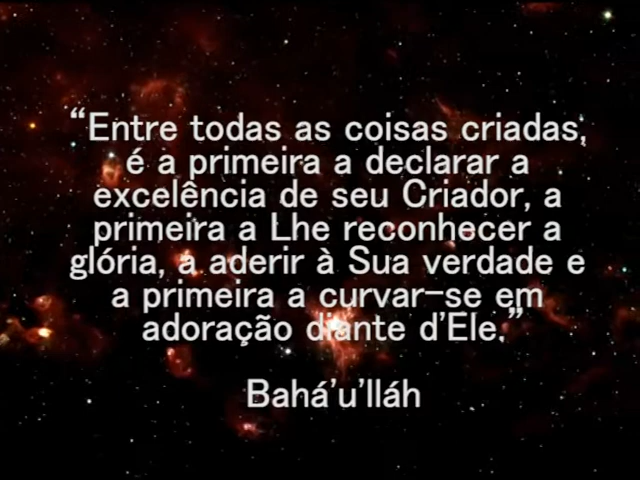 “Entre todas as coisas criadas,
é a primeira a declarar a
excelência de seu Criador, a
primeira a Lhe reconhecer a
glória, a aderir à Sua verdade e
a primeira a curvar-se em
adoração diante d’Ele.”
Bahá’u’lláh